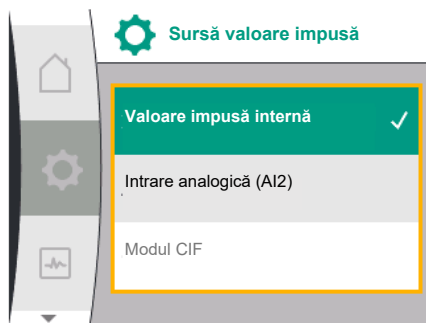 Sursă valoare impusă
Valoare impusă internă
Intrare analogică (AI2)
Modul CIF